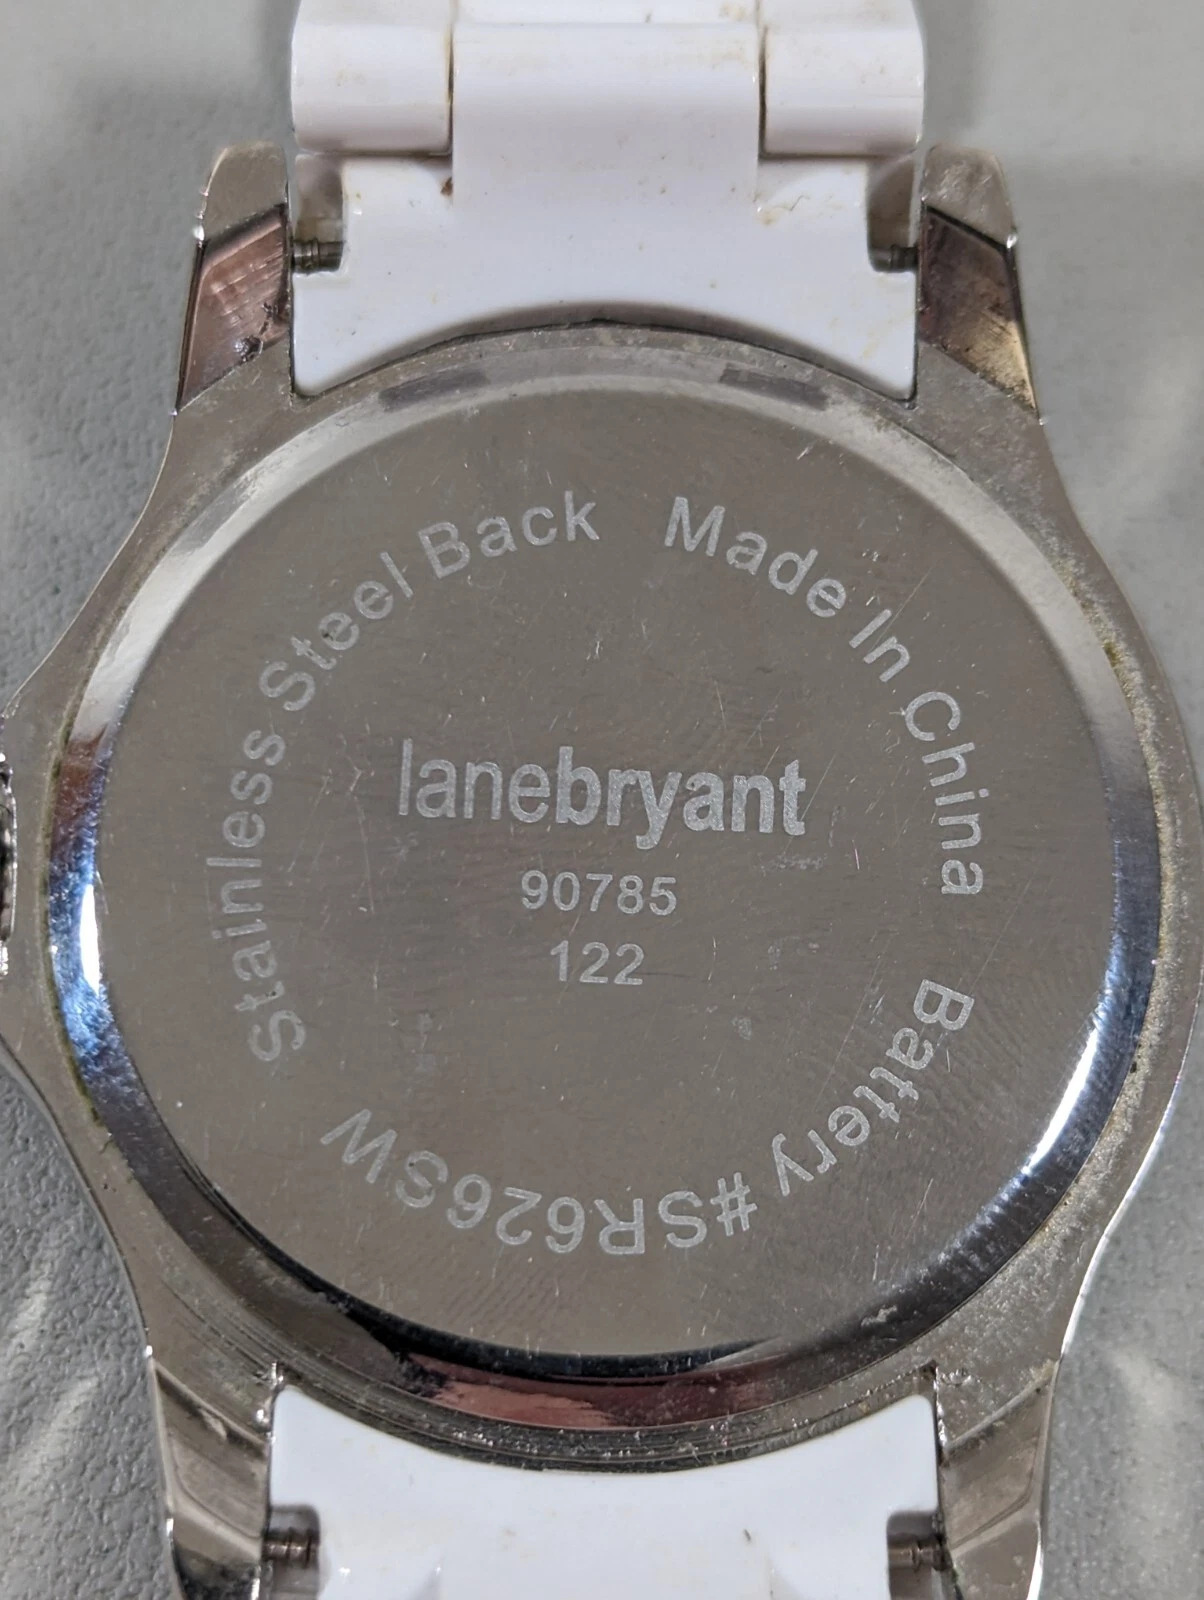 Stainless Steel Back
Made In China
Battery #SR626SW
lanebryant
90785
122